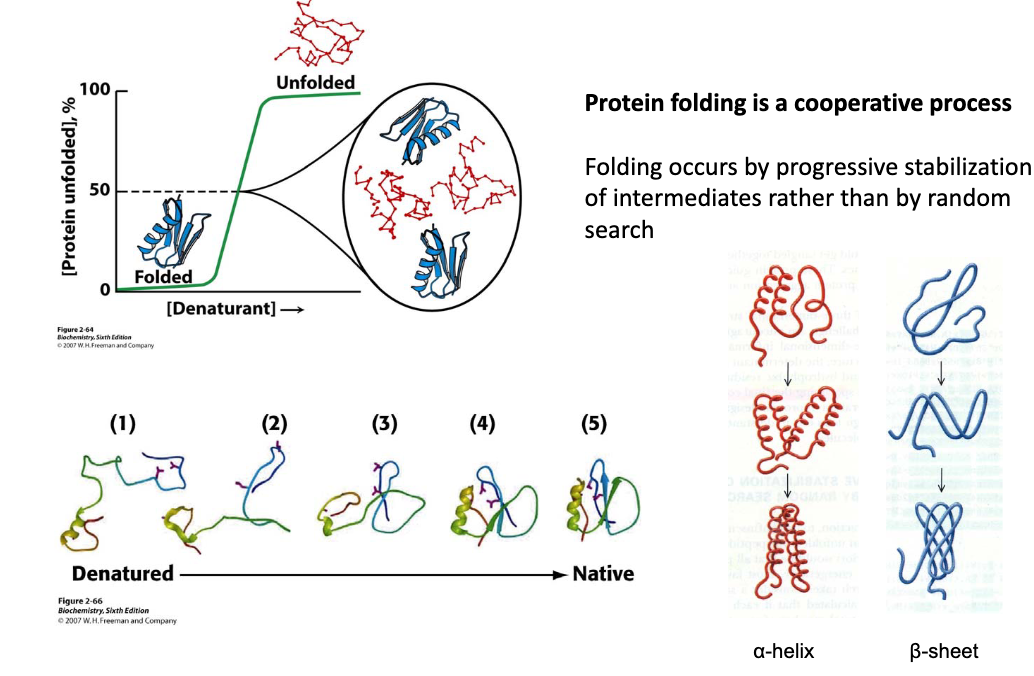 Unfolded
100
[Protein unfolded], %
50
Folded
0
[Denaturant] →
Figure 2-64
Biochemistry, Sixth Edition
© 2007 W. H. Freeman and Company
Protein folding is a cooperative process
Folding occurs by progressive stabilization
of intermediates rather than by random
search
(1) (2) (3) (4) (5)
Denatured → Native
Figure 2-66
Biochemistry, Sixth Edition
© 2007 W. H. Freeman and Company
α-helix β-sheet